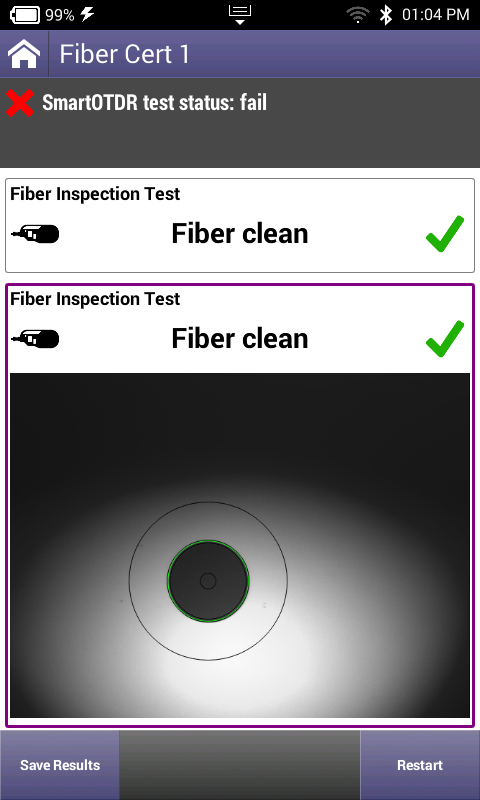 99% 01:04 PM
Fiber Cert 1
SmartOTDR test status: fail
Fiber Inspection Test
Fiber clean
Fiber Inspection Test
Fiber clean
Save Results Restart